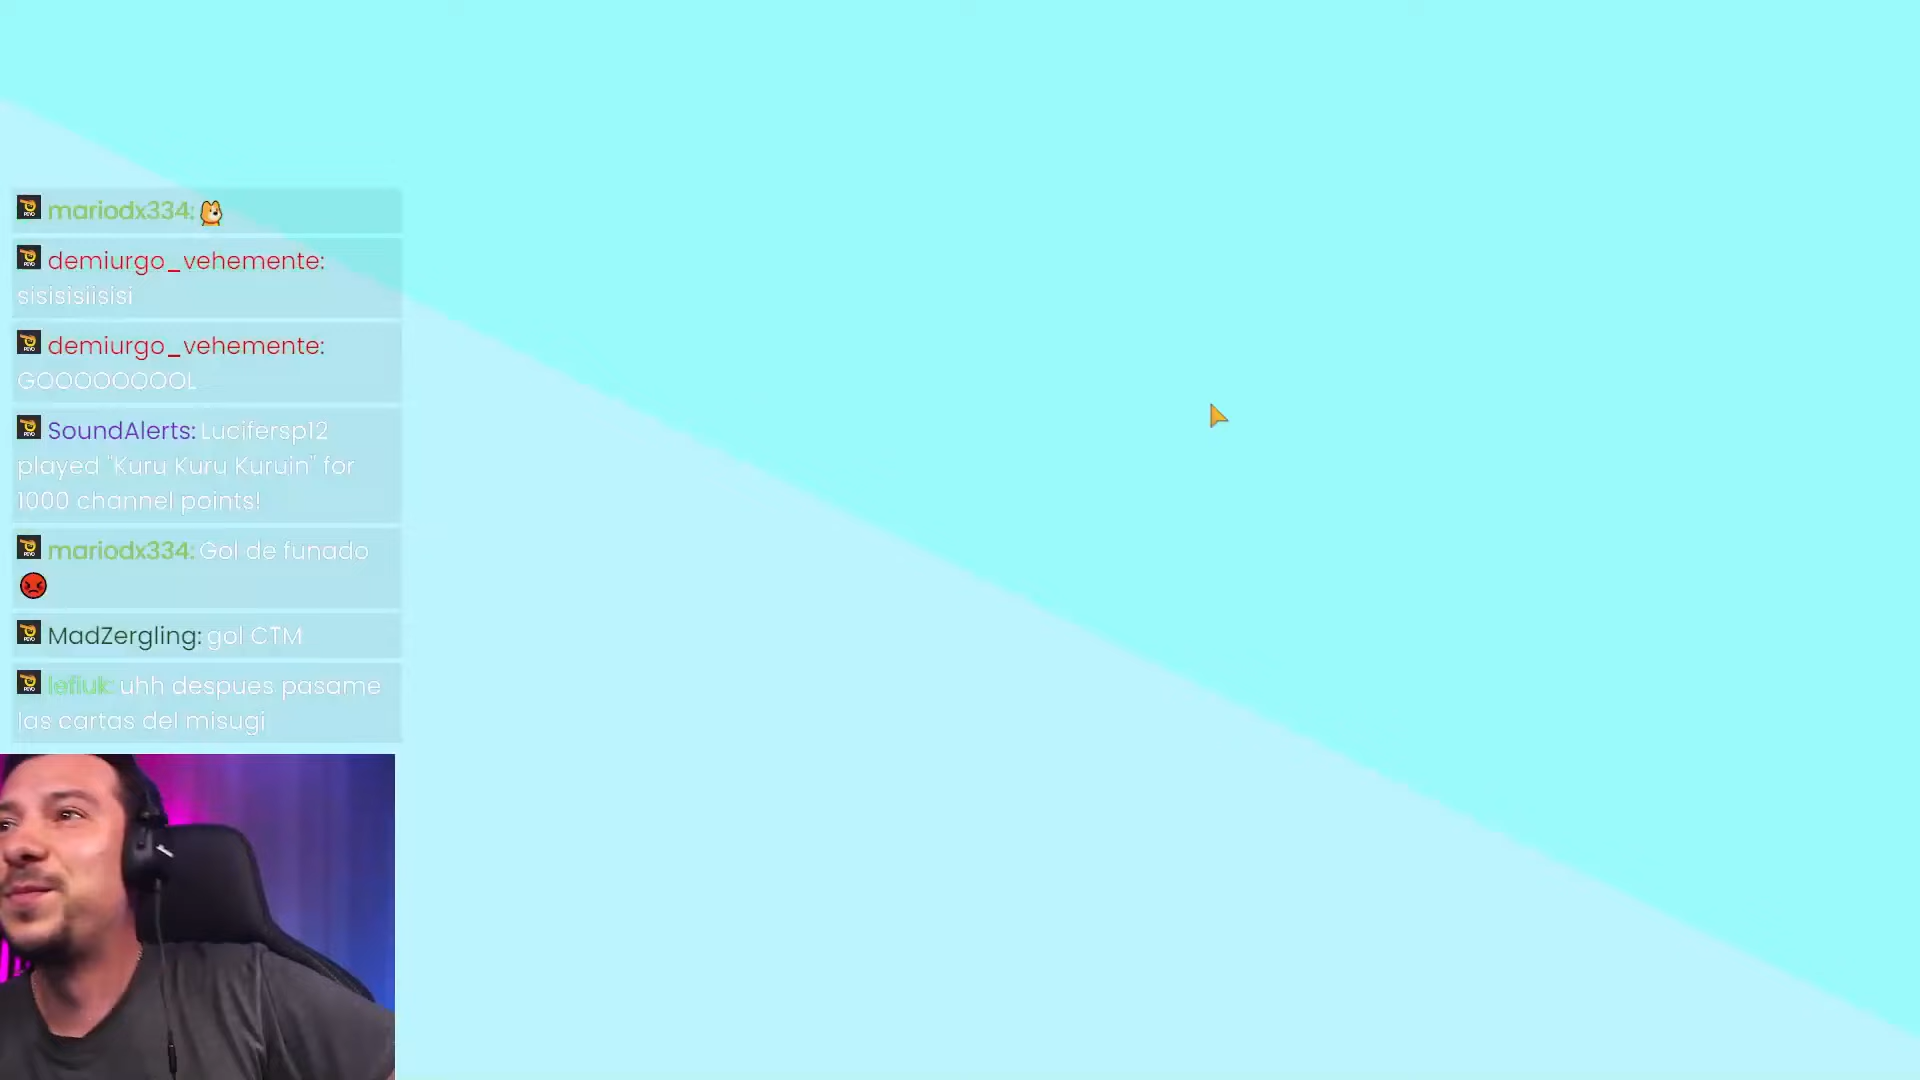 mariodx334:
demiurgo_vehemente:
sisisisiisisi
demiurgo_vehemente:
GOOOOOOOOL
SoundAlerts: Lucifersp12
played "Kuru Kuru Kuruin" for
1000 channel points!
mariodx334: Gol de funado
MadZergling: gol CTM
lefiuk: uhh despues pasame
las cartas del misugi